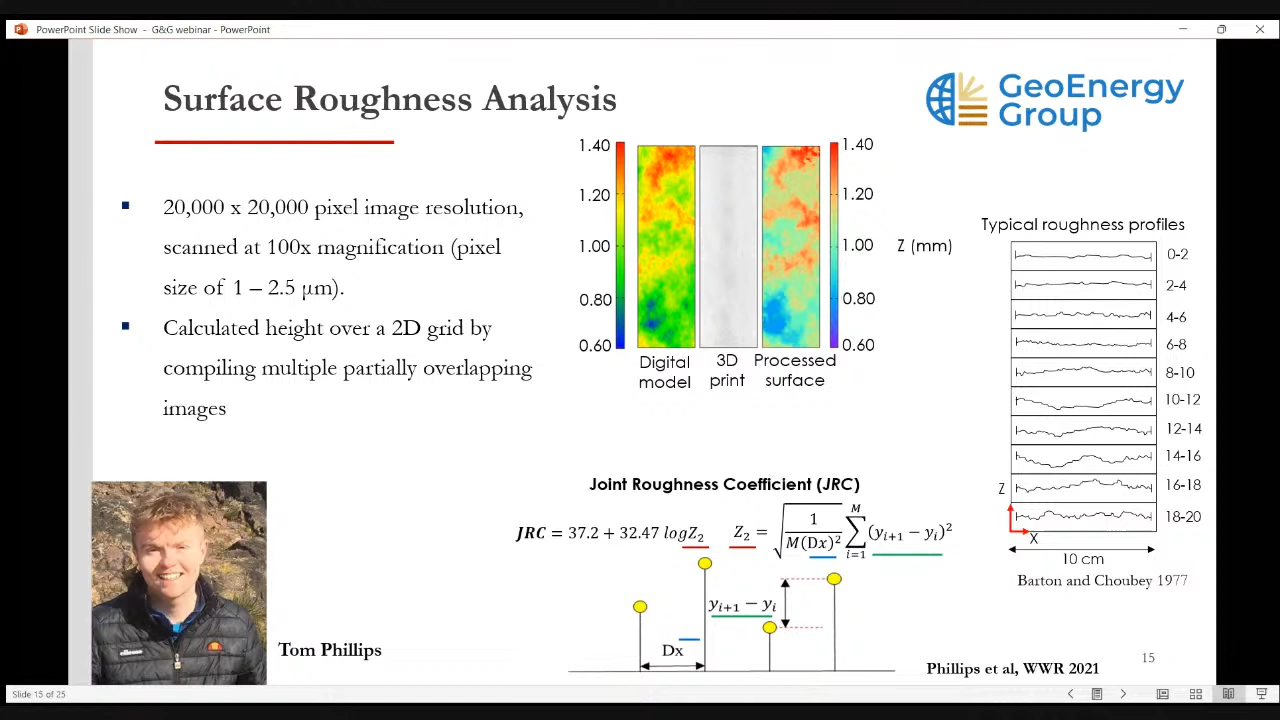 PowerPoint Slide Show - G&G webinar - PowerPoint
Surface Roughness Analysis
GeoEnergy
Group
20,000 x 20,000 pixel image resolution,
scanned at 100x magnification (pixel
size of 1 – 2.5 μm).
Calculated height over a 2D grid by
compiling multiple partially overlapping
images
1.40
1.20
1.00
0.80
0.60
1.40
1.20
1.00
0.80
0.60
Z (mm)
Digital
model
3D
print
Processed
surface
Typical roughness profiles
0-2
2-4
4-6
6-8
8-10
10-12
12-14
14-16
16-18
18-20
Z
X
10 cm
Barton and Choubey 1977
Joint Roughness Coefficient (JRC)
JRC = 37.2 + 32.47 logZ₂
Z₂ = √(1/M(Dx)²) ∑ᵢ₌₁ᴹ (yᵢ₊₁ − yᵢ)²
yᵢ₊₁ − yᵢ
Dx
ellesse
Tom Phillips
Phillips et al, WWR 2021
15
Slide 15 of 25